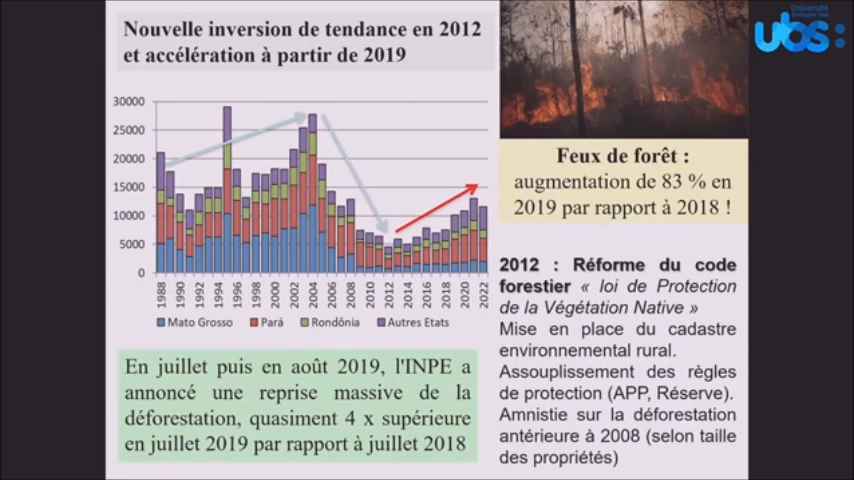 Nouvelle inversion de tendance en 2012
et accélération à partir de 2019
Université
Bretagne Sud
ubs:
30000
25000
20000
15000
10000
5000
0
1988 1990 1992 1994 1996 1998 2000 2002 2004 2006 2008 2010 2012 2014 2016 2018 2020 2022
Mato Grosso Pará Rondônia Autres Etats
En juillet puis en août 2019, l'INPE a
annoncé une reprise massive de la
déforestation, quasiment 4 x supérieure
en juillet 2019 par rapport à juillet 2018
Feux de forêt :
augmentation de 83 % en
2019 par rapport à 2018 !
2012 : Réforme du code
forestier « loi de Protection
de la Végétation Native »
Mise en place du cadastre
environnemental rural.
Assouplissement des règles
de protection (APP, Réserve).
Amnistie sur la déforestation
antérieure à 2008 (selon taille
des propriétés)